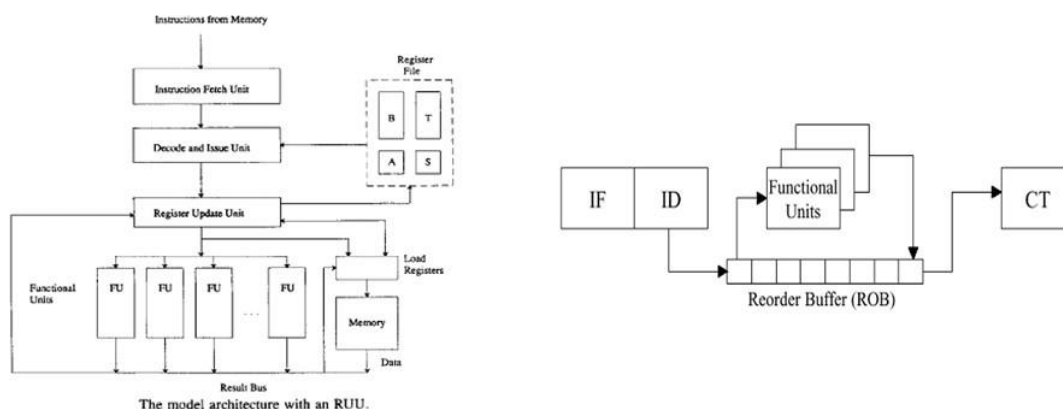 Instructions from Memory
Register
File
Instruction Fetch Unit
B
T
Decode and Issue Unit
A
S
Register Update Unit
Load
Registers
Functional
Units
FU
FU
FU
FU
. . .
Memory
Data
Result Bus
The model architecture with an RUU.
IF
ID
Functional
Units
CT
Reorder Buffer (ROB)